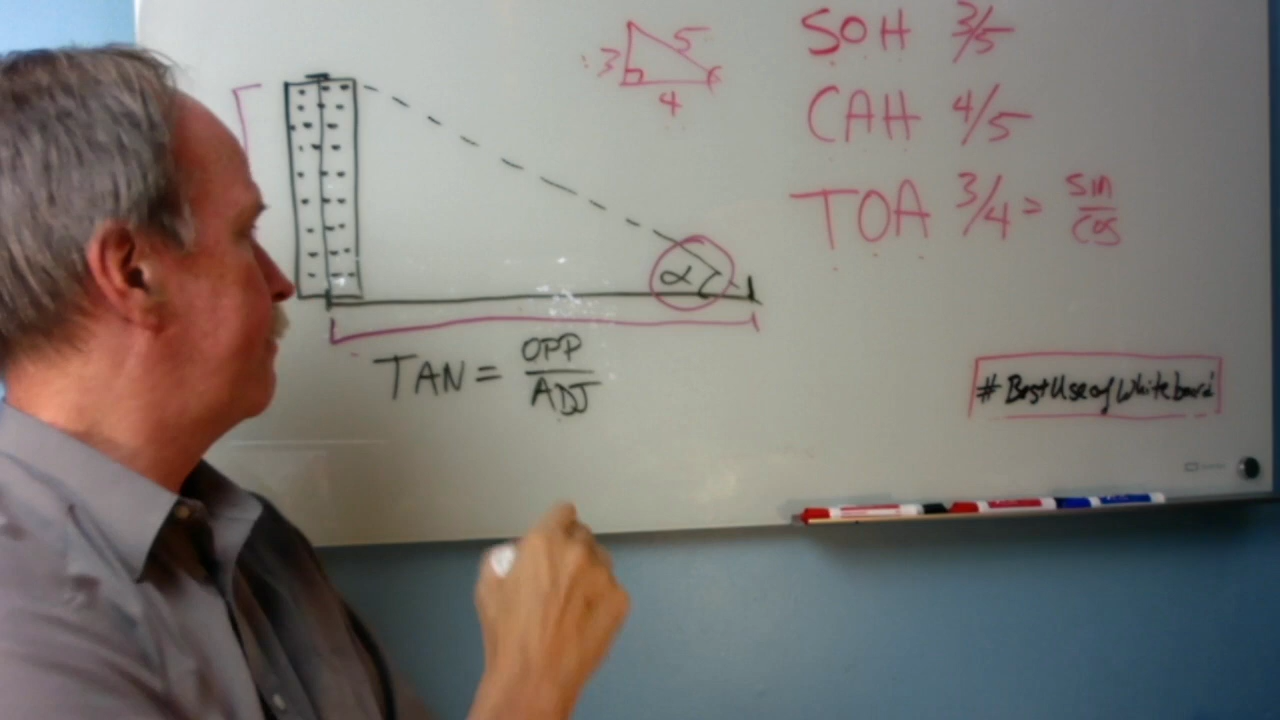 3 5
4
SOH 3/5
CAH 4/5
TOA 3/4 = sin/cos
α
TAN = OPP/ADJ
#BestUseofWhiteboard